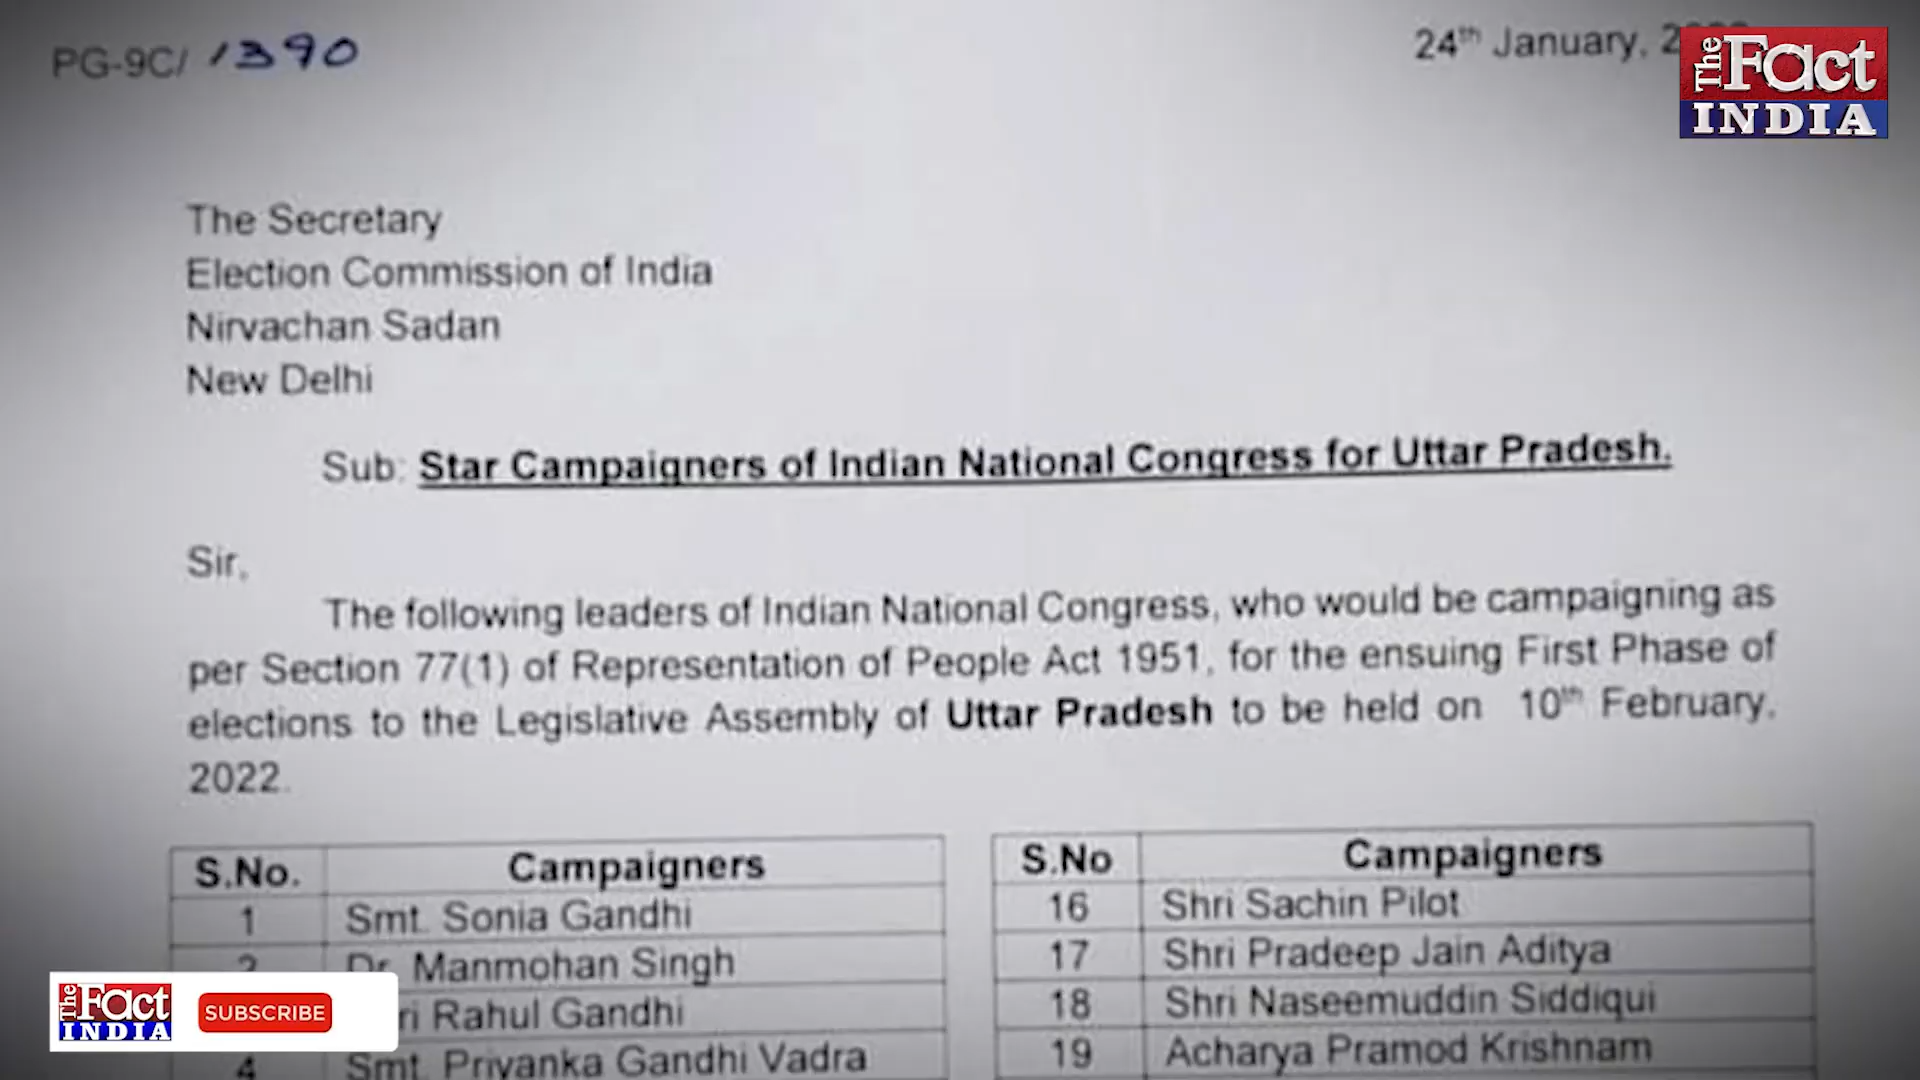 PG-9C/ 1390
24th January,
The Fact
INDIA
The Secretary
Election Commission of India
Nirvachan Sadan
New Delhi
Sub: Star Campaigners of Indian National Congress for Uttar Pradesh.
Sir,
The following leaders of Indian National Congress, who would be campaigning as
per Section 77(1) of Representation of People Act 1951, for the ensuing First Phase of
elections to the Legislative Assembly of Uttar Pradesh to be held on 10th February,
2022.
S.No. Campaigners
1 Smt. Sonia Gandhi
2 Dr. Manmohan Singh
ri Rahul Gandhi
4 Smt. Priyanka Gandhi Vadra
S.No Campaigners
16 Shri Sachin Pilot
17 Shri Pradeep Jain Aditya
18 Shri Naseemuddin Siddiqui
19 Acharya Pramod Krishnam
The Fact
INDIA
SUBSCRIBE